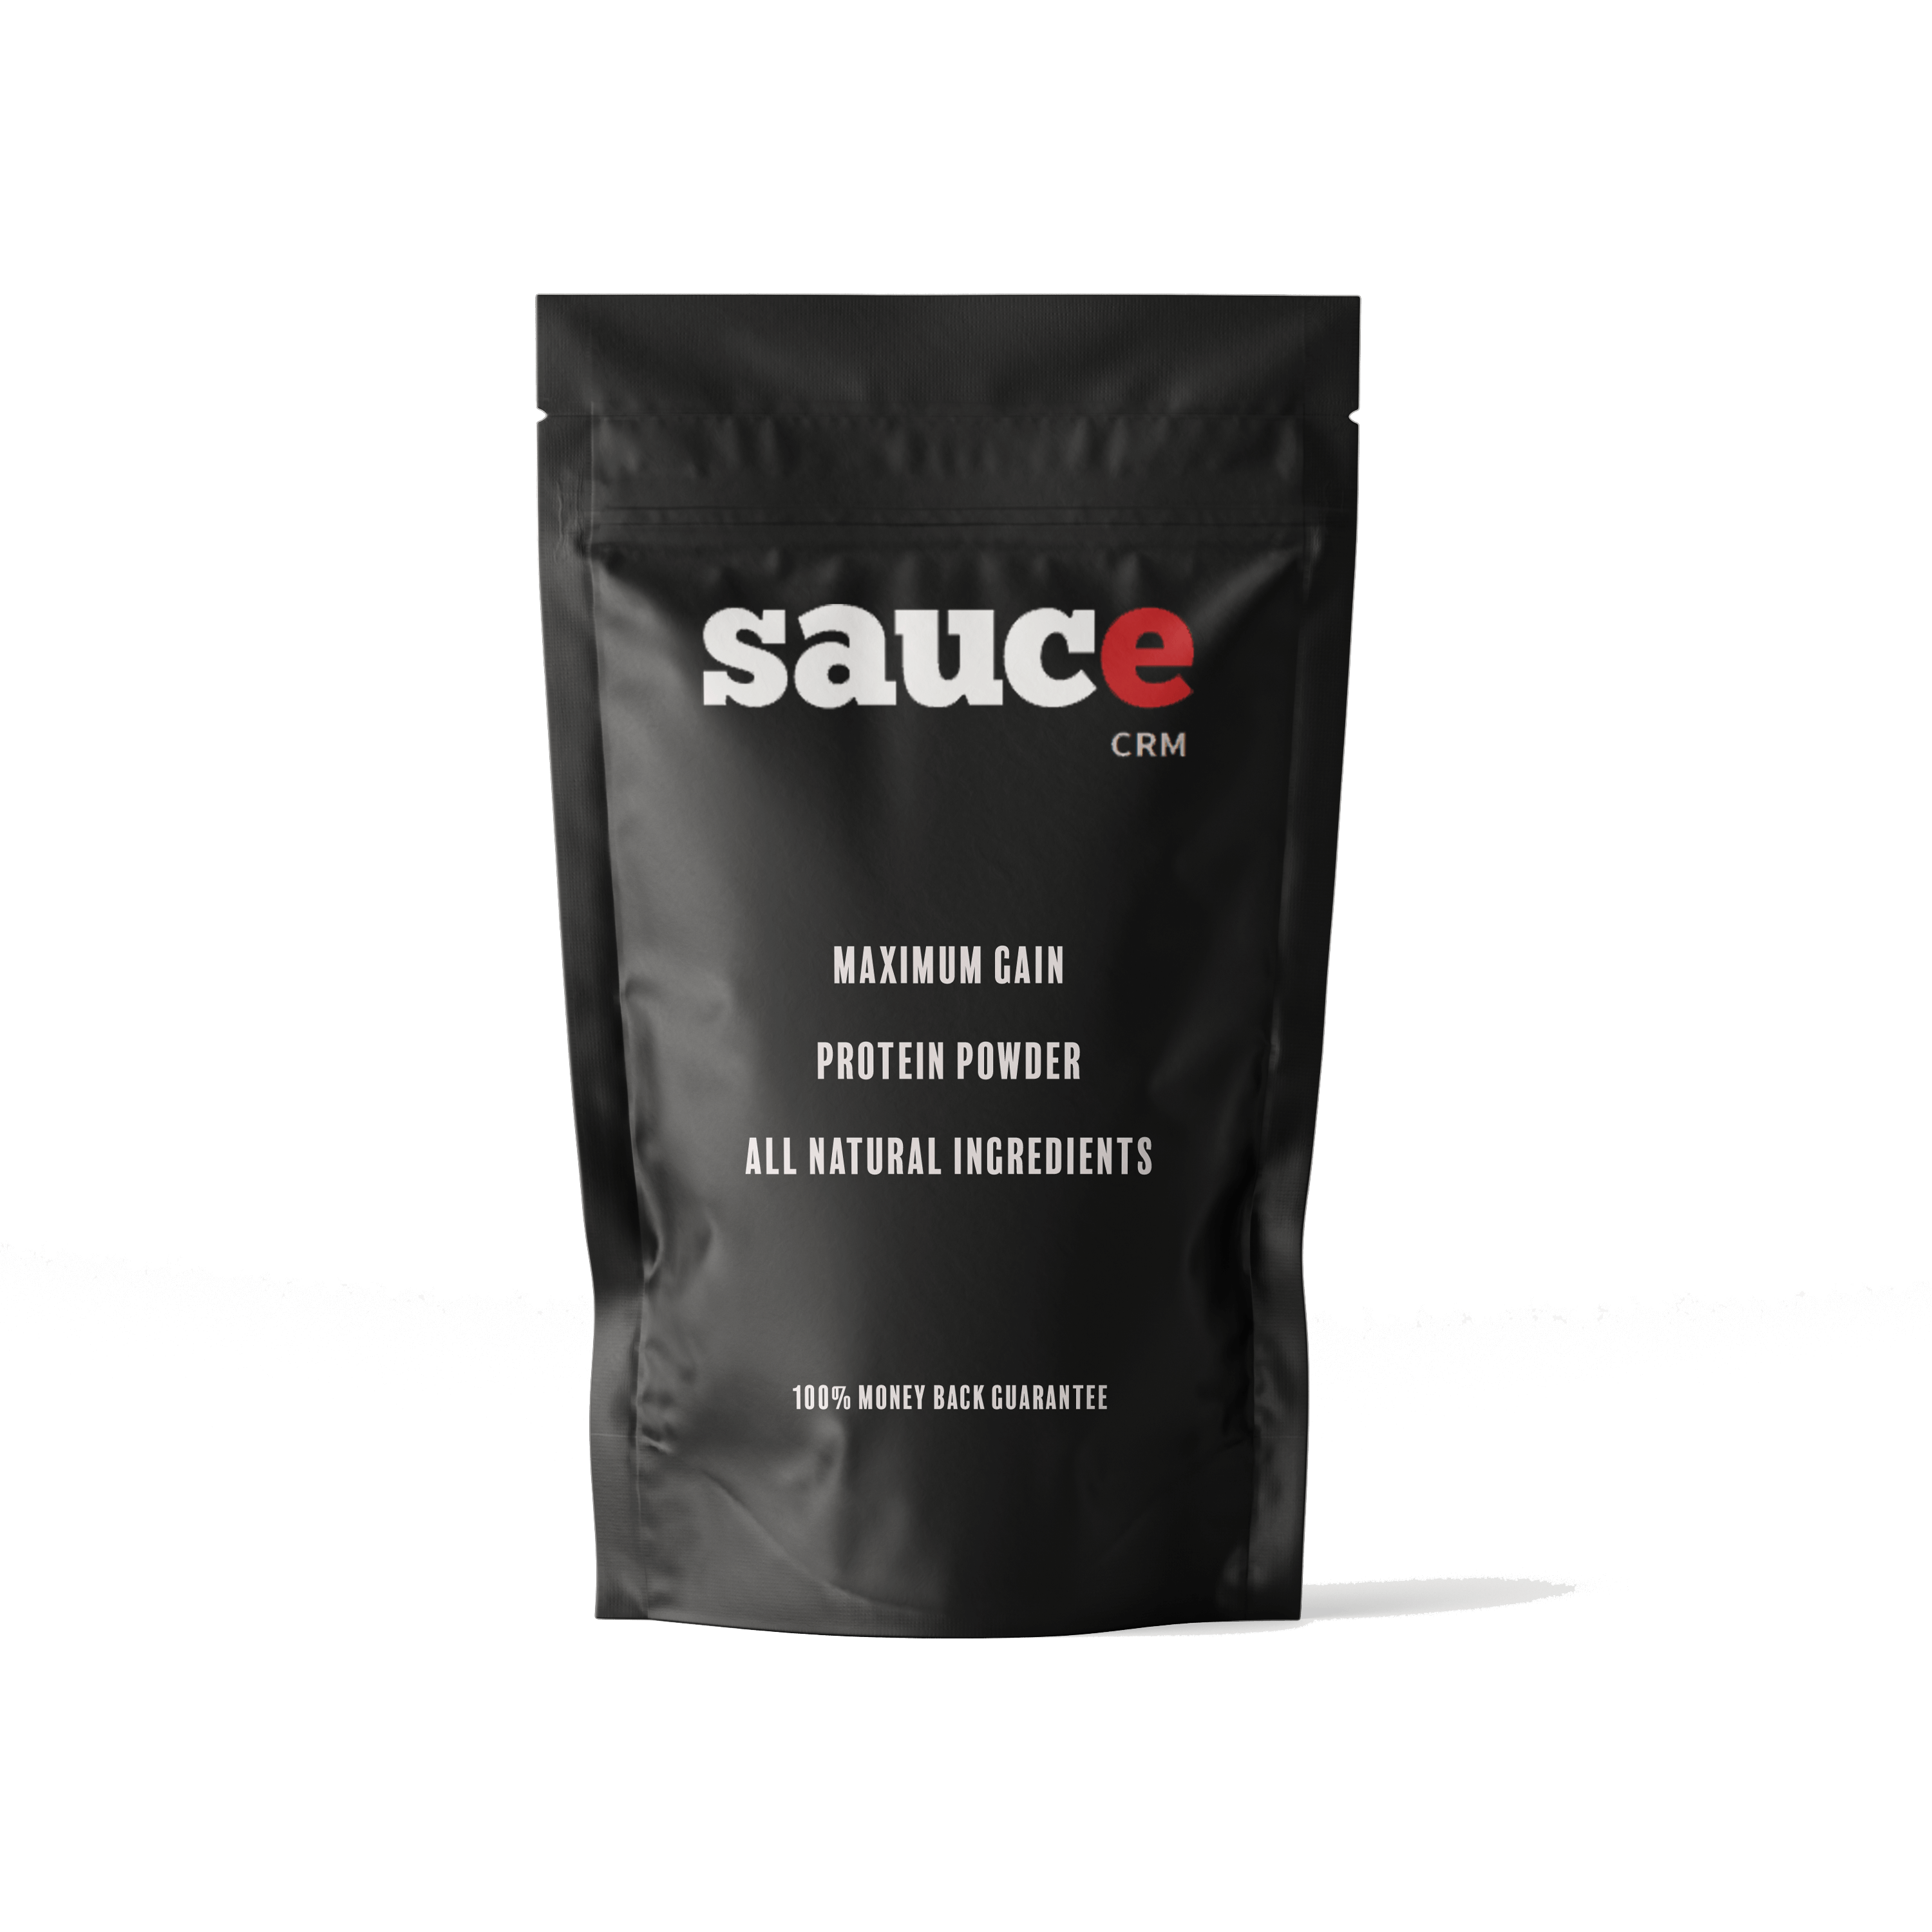 sauce
CRM
MAXIMUM GAIN
PROTEIN POWDER
ALL NATURAL INGREDIENTS
100% MONEY BACK GUARANTEE